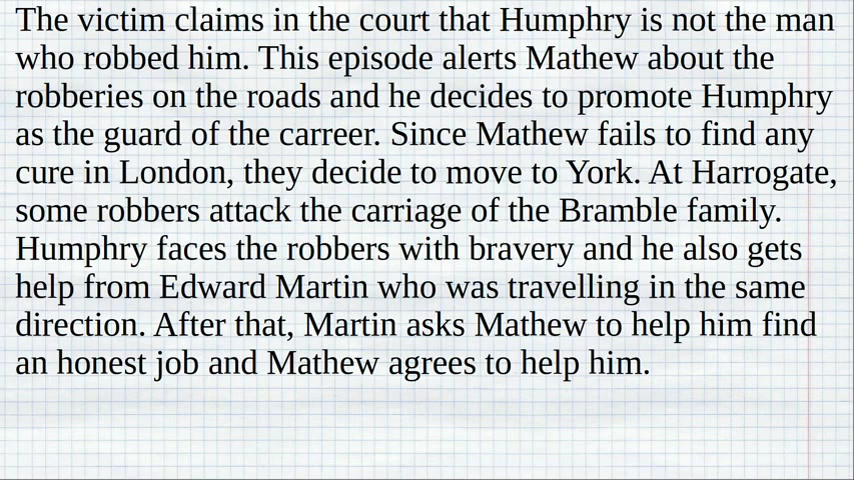 The victim claims in the court that Humphry is not the man
who robbed him. This episode alerts Mathew about the
robberies on the roads and he decides to promote Humphry
as the guard of the carreer. Since Mathew fails to find any
cure in London, they decide to move to York. At Harrogate,
some robbers attack the carriage of the Bramble family.
Humphry faces the robbers with bravery and he also gets
help from Edward Martin who was travelling in the same
direction. After that, Martin asks Mathew to help him find
an honest job and Mathew agrees to help him.